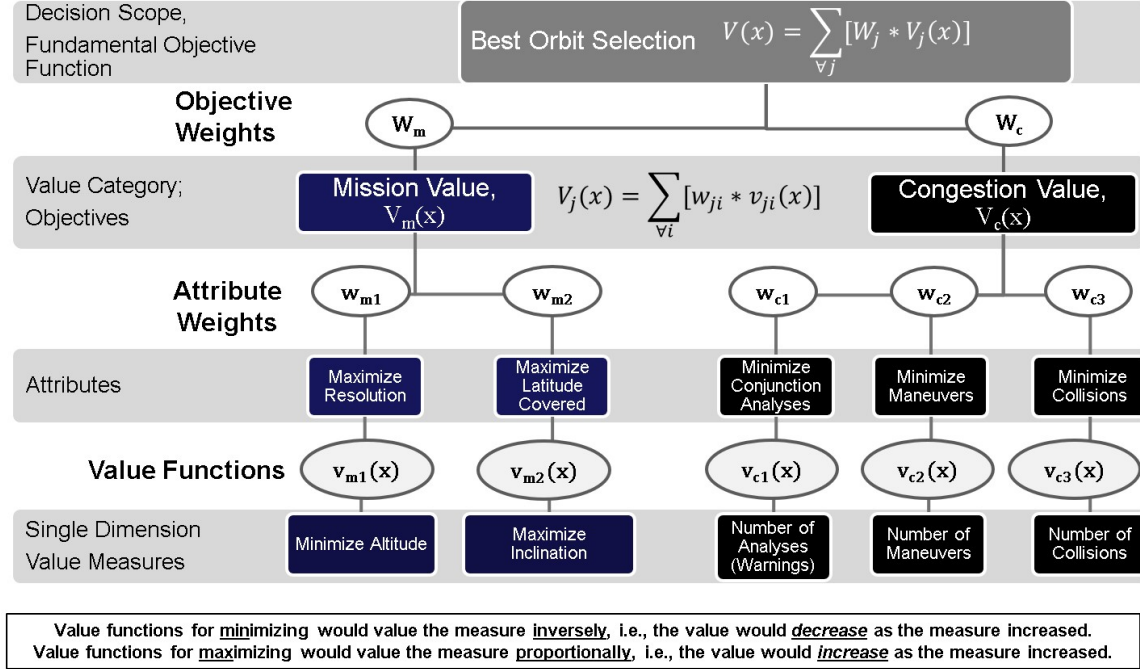 Decision Scope,
Fundamental Objective
Function
Best Orbit Selection V(x) = ∑∀j [Wj * Vj(x)]
Objective
Weights
Wm
Wc
Value Category;
Objectives
Mission Value,
Vm(x)
Vj(x) = ∑∀i [wji * vji(x)]
Congestion Value,
Vc(x)
Attribute
Weights
wm1
wm2
wc1
wc2
wc3
Attributes
Maximize
Resolution
Maximize
Latitude
Covered
Minimize
Conjunction
Analyses
Minimize
Maneuvers
Minimize
Collisions
Value Functions
vm1(x)
vm2(x)
vc1(x)
vc2(x)
vc3(x)
Single Dimension
Value Measures
Minimize Altitude
Maximize
Inclination
Number of
Analyses
(Warnings)
Number of
Maneuvers
Number of
Collisions
Value functions for minimizing would value the measure inversely, i.e., the value would decrease as the measure increased.
Value functions for maximizing would value the measure proportionally, i.e., the value would increase as the measure increased.